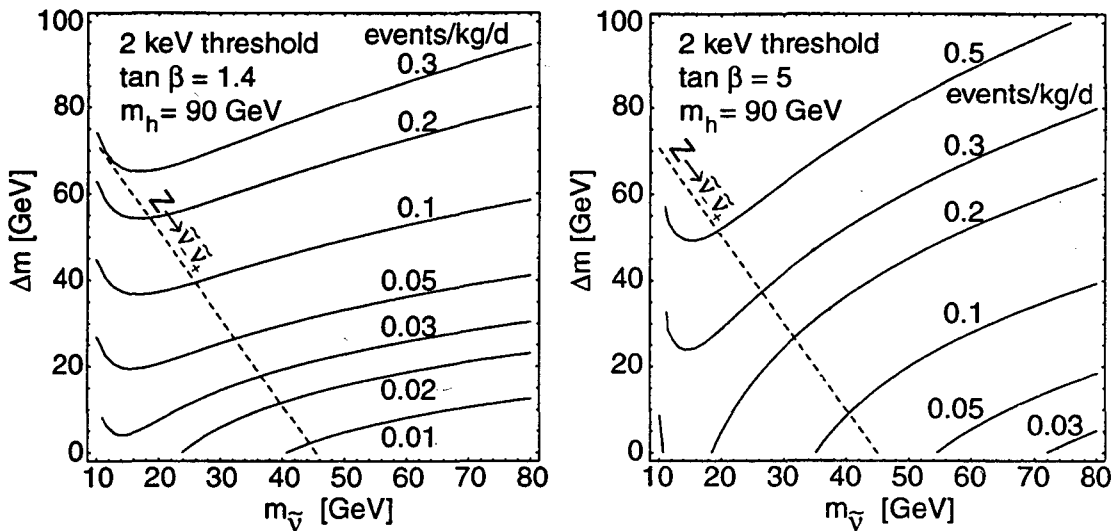 2 keV threshold
tan β = 1.4
m_h = 90 GeV
events/kg/d
0.3
0.2
0.1
0.05
0.03
0.02
0.01
Z→ν̃ν̃₊
100
80
60
40
20
0
Δm [GeV]
10 20 30 40 50 60 70 80
m_ν̃ [GeV]
2 keV threshold
tan β = 5
m_h = 90 GeV
0.5
events/kg/d
0.3
0.2
0.1
0.05
0.03
Z→ν̃ν̃₊
100
80
60
40
20
0
Δm [GeV]
10 20 30 40 50 60 70 80
m_ν̃ [GeV]